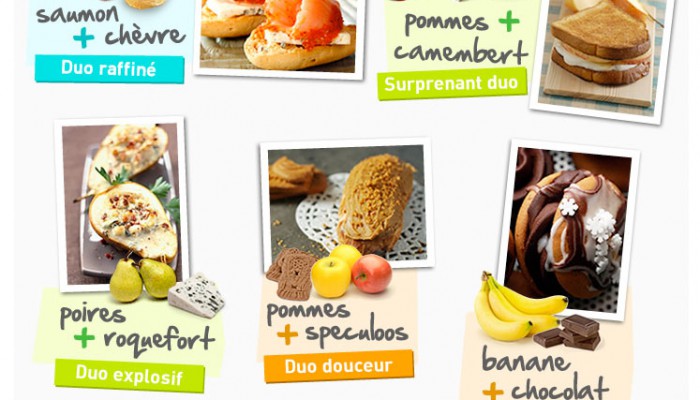 saumon
+ chèvre
Duo raffiné
pommes +
camembert
Surprenant duo
poires
+ roquefort
Duo explosif
pommes
+ speculoos
Duo douceur
banane
+ chocolat